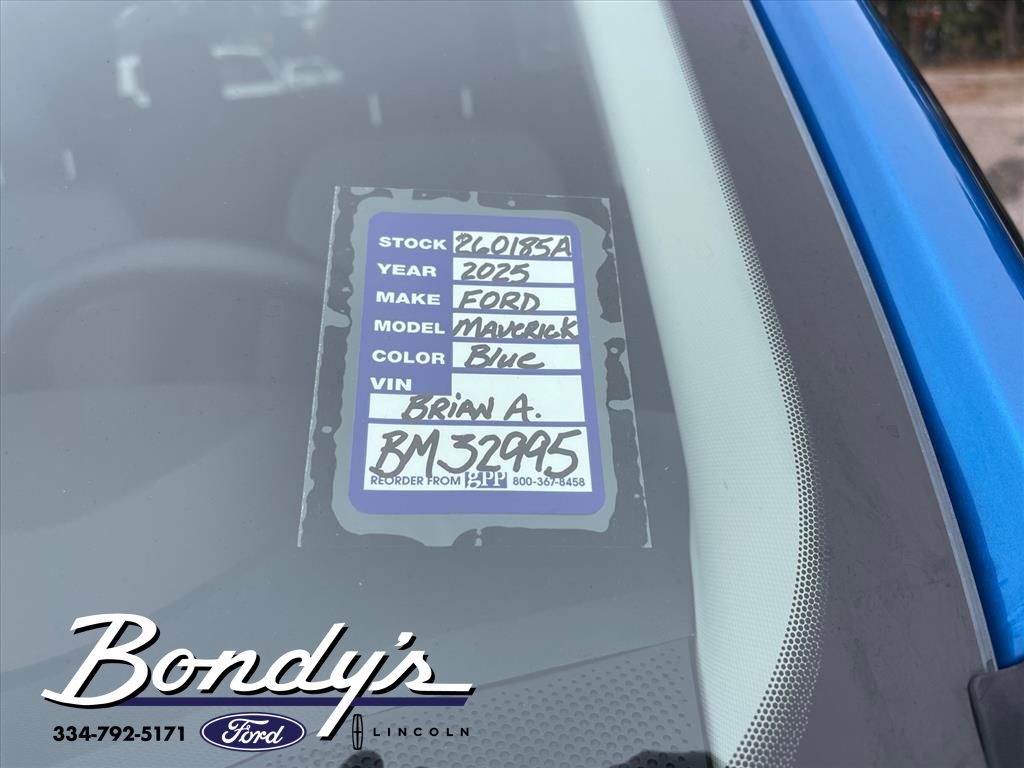 STOCK 260185A
YEAR 2025
MAKE FORD
MODEL MAVERICK
COLOR Blue
VIN
BRIAN A.
BM32995
REORDER FROM gPP 800-367-8458
Bondy's
334-792-5171 Ford LINCOLN